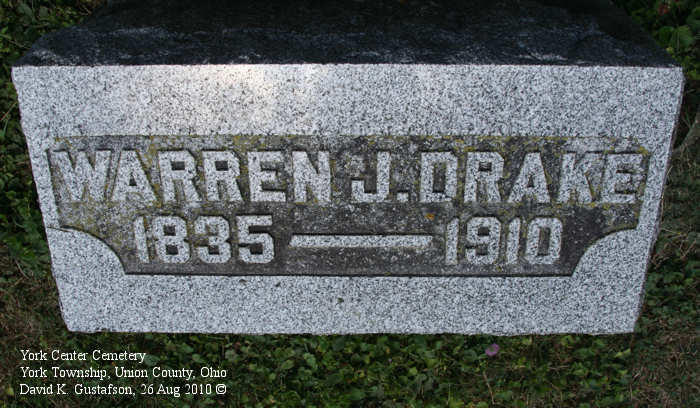 WARREN J. DRAKE
1835 — 1910
York Center Cemetery
York Township, Union County, Ohio
David K. Gustafson, 26 Aug 2010 ©